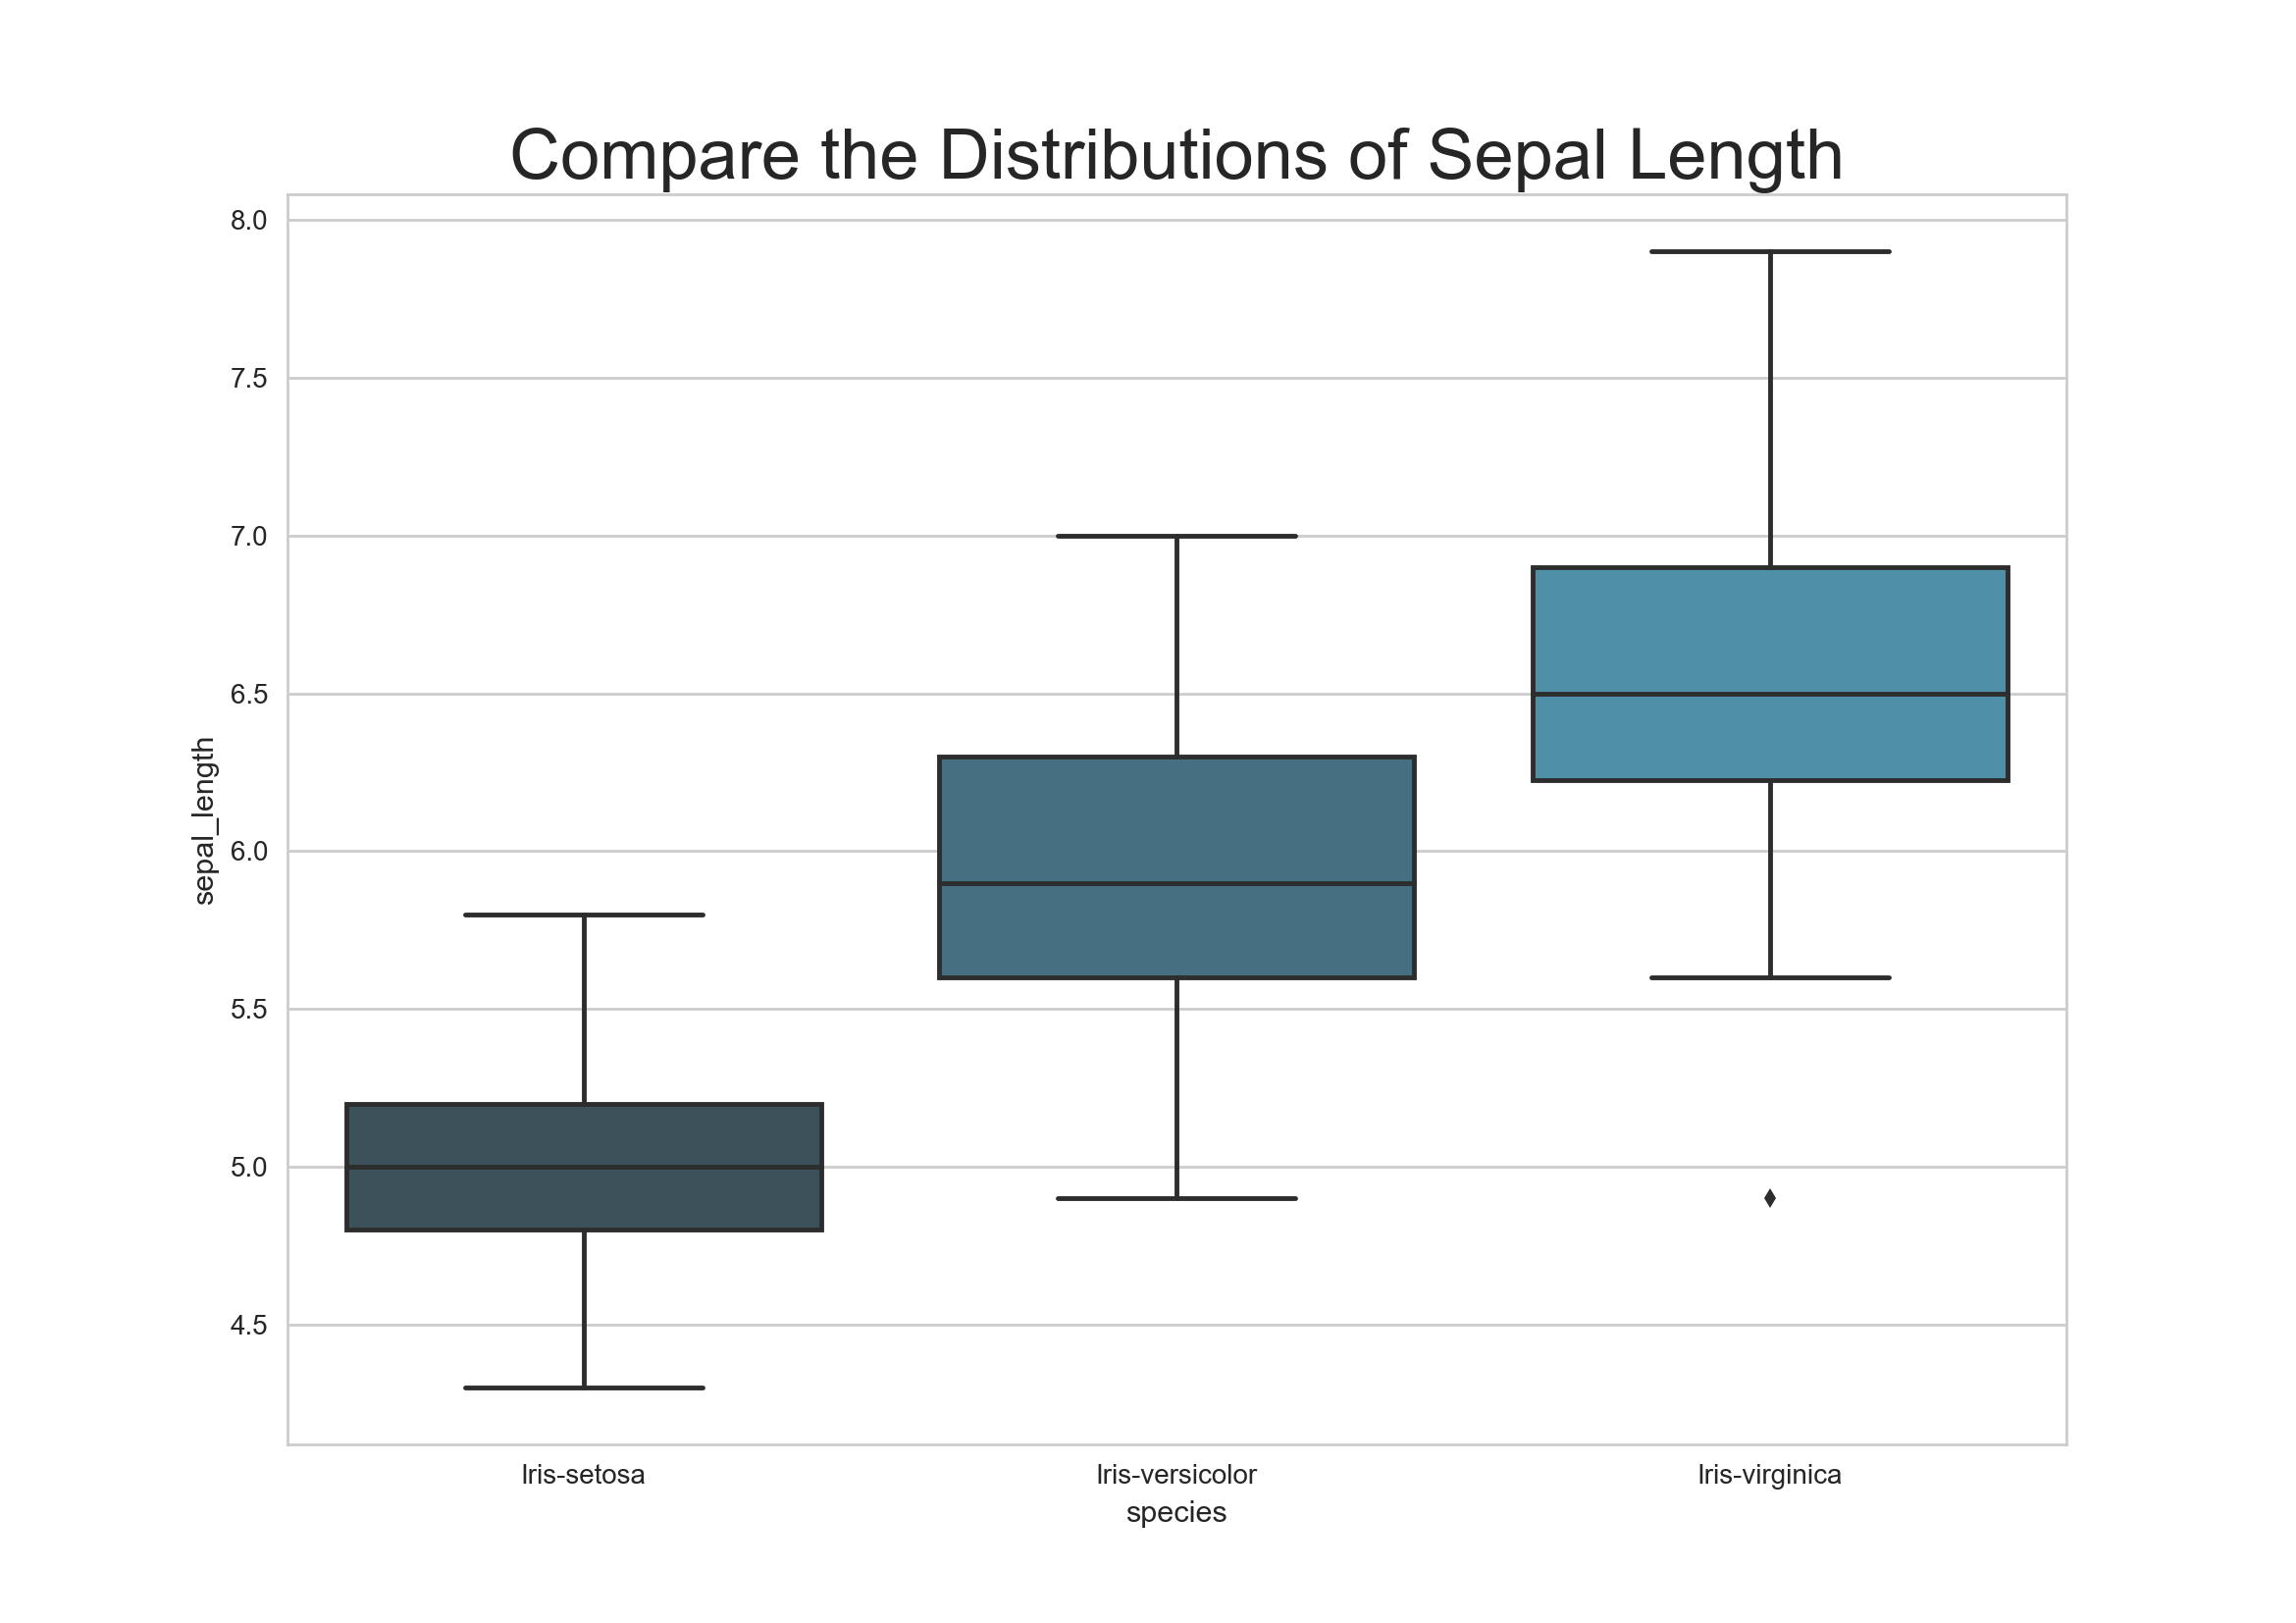 Compare the Distributions of Sepal Length
8.0
7.5
7.0
6.5
6.0
5.5
5.0
4.5
sepal_length
Iris-setosa
Iris-versicolor
Iris-virginica
species